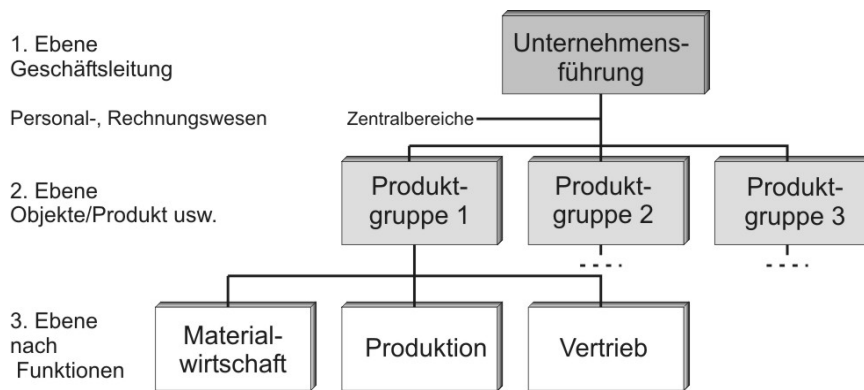 1. Ebene
Geschäftsleitung
Unternehmens-
führung
Personal-, Rechnungswesen
Zentralbereiche
2. Ebene
Objekte/Produkt usw.
Produkt-
gruppe 1
Produkt-
gruppe 2
Produkt-
gruppe 3
3. Ebene
nach
Funktionen
Material-
wirtschaft
Produktion
Vertrieb